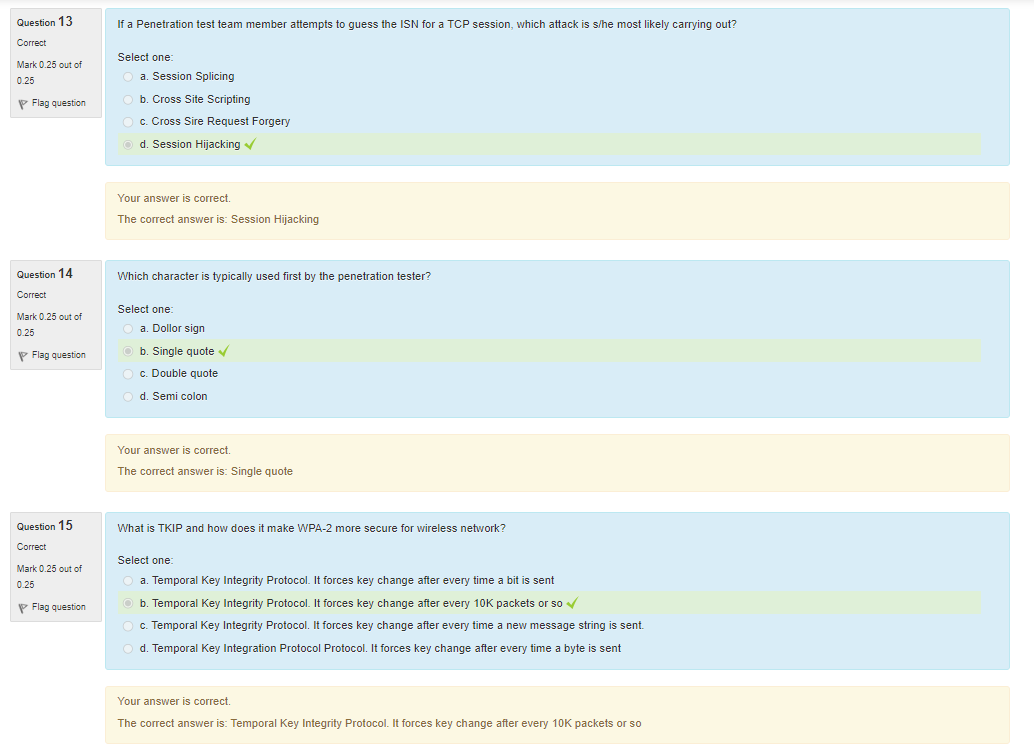 Question 13
Correct
Mark 0.25 out of
0.25
Flag question
If a Penetration test team member attempts to guess the ISN for a TCP session, which attack is s/he most likely carrying out?
Select one:
a. Session Splicing
b. Cross Site Scripting
c. Cross Sire Request Forgery
d. Session Hijacking
Your answer is correct.
The correct answer is: Session Hijacking
Question 14
Correct
Mark 0.25 out of
0.25
Flag question
Which character is typically used first by the penetration tester?
Select one:
a. Dollor sign
b. Single quote
c. Double quote
d. Semi colon
Your answer is correct.
The correct answer is: Single quote
Question 15
Correct
Mark 0.25 out of
0.25
Flag question
What is TKIP and how does it make WPA-2 more secure for wireless network?
Select one:
a. Temporal Key Integrity Protocol. It forces key change after every time a bit is sent
b. Temporal Key Integrity Protocol. It forces key change after every 10K packets or so
c. Temporal Key Integrity Protocol. It forces key change after every time a new message string is sent.
d. Temporal Key Integration Protocol Protocol. It forces key change after every time a byte is sent
Your answer is correct.
The correct answer is: Temporal Key Integrity Protocol. It forces key change after every 10K packets or so